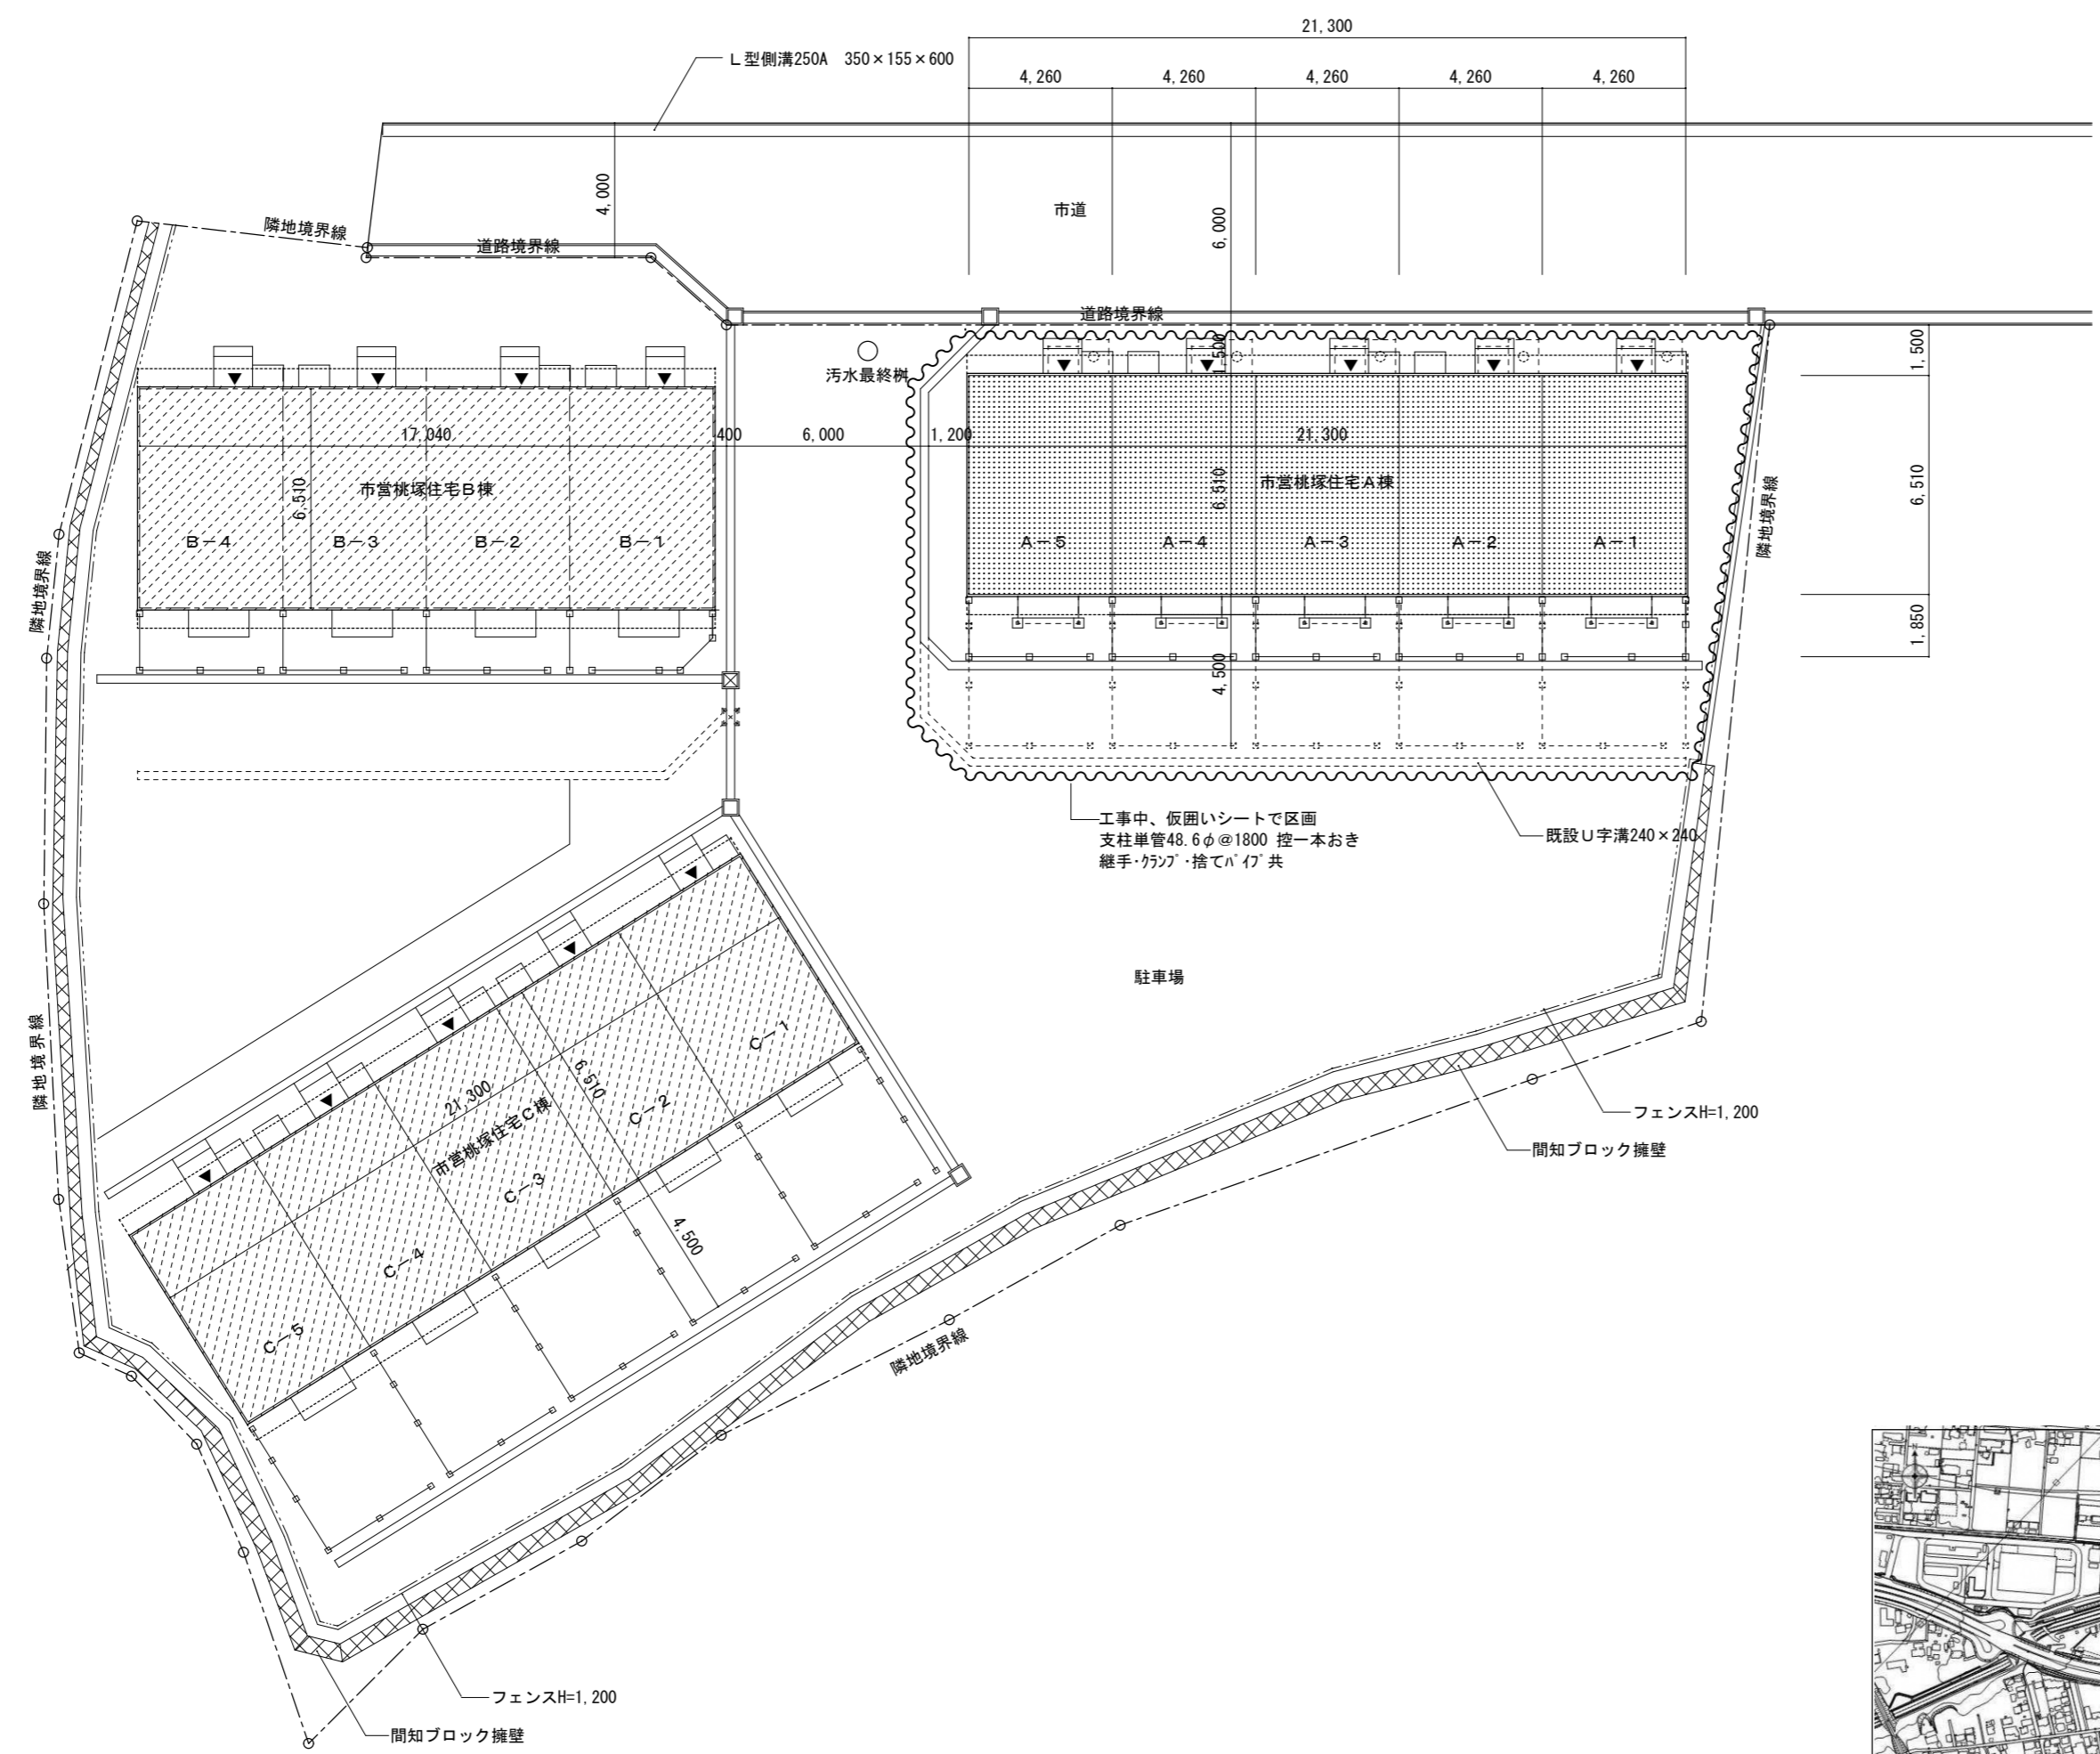 21,300
L型側溝250A 350×155×600
4,260
4,260
4,260
4,260
4,260
4,000
市道
6,000
隣地境界線
道路境界線
道路境界線
1,500
1,500
汚水最終桝
17,040
400
6,000
1,200
21,300
市営桃塚住宅B棟
6,510
市営桃塚住宅A棟
6,510
6,510
隣地境界線
B-4
B-3
B-2
B-1
A-5
A-4
A-3
A-2
A-1
隣地境界線
1,850
4,500
工事中、仮囲いシートで区画
支柱単管48.6φ@1800 控一本おき
継手・クランプ・捨てパイプ共
既設U字溝240×240
駐車場
隣地境界線
C-1
6,510
21,300
C-2
市営桃塚住宅C棟
C-3
4,500
C-4
C-5
フェンスH=1,200
間知ブロック擁壁
隣地境界線
フェンスH=1,200
間知ブロック擁壁